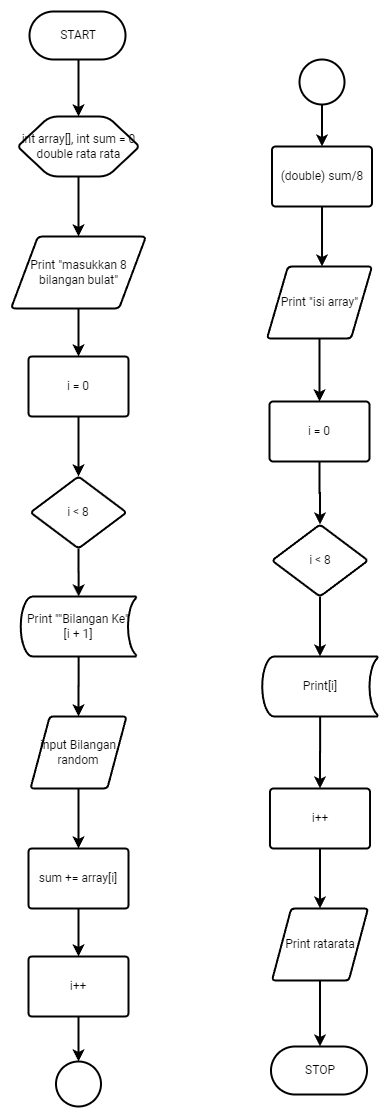 START
int array[], int sum = 0
double rata rata
Print "masukkan 8
bilangan bulat"
i = 0
i < 8
Print ""Bilangan Ke"
[i + 1]
input Bilangan
random
sum += array[i]
i++
(double) sum/8
Print "isi array"
i = 0
i < 8
Print[i]
i++
Print ratarata
STOP